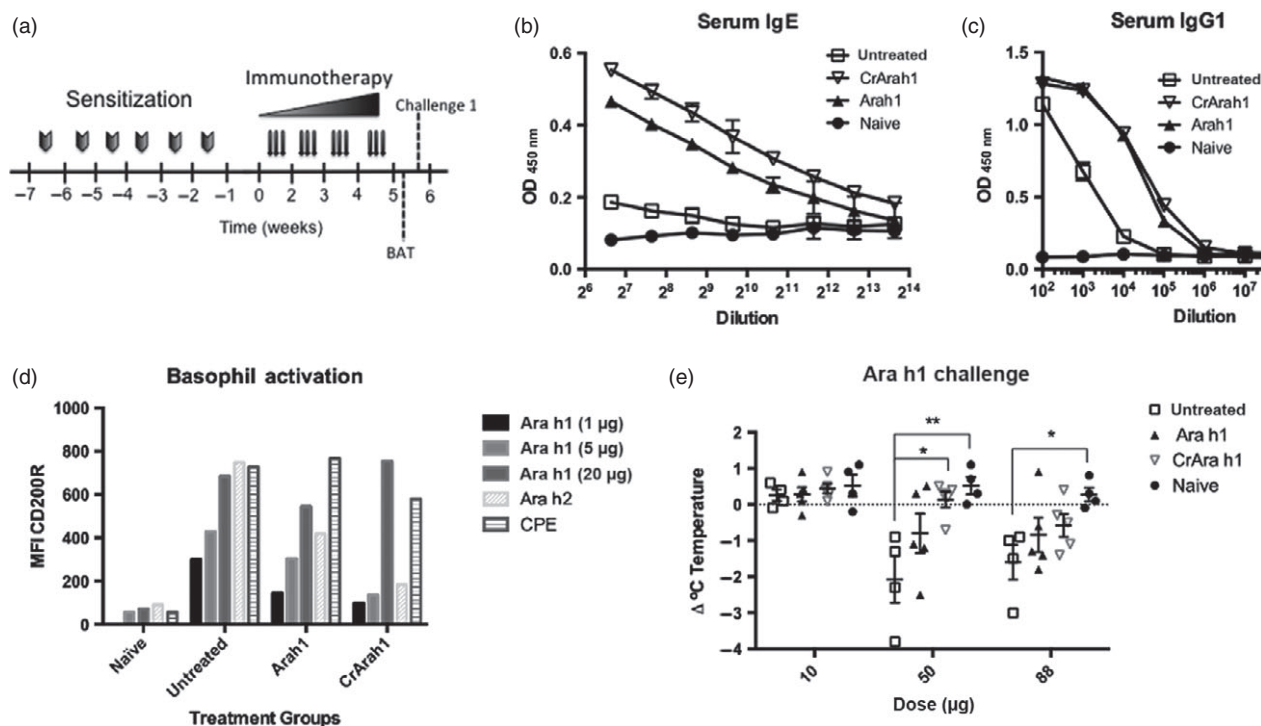 (a)
Sensitization
Immunotherapy
Challenge 1
–7 –6 –5 –4 –3 –2 –1 0 1 2 3 4 5 6
Time (weeks)
BAT
(b)
Serum IgE
OD 450 nm
0.6
0.4
0.2
0.0
2⁶ 2⁷ 2⁸ 2⁹ 2¹⁰ 2¹¹ 2¹² 2¹³ 2¹⁴
Dilution
Untreated
CrArah1
Arah1
Naive
(c)
Serum IgG1
OD 450 nm
1.5
1.0
0.5
0.0
10² 10³ 10⁴ 10⁵ 10⁶ 10⁷
Dilution
Untreated
CrArah1
Arah1
Naive
(d)
Basophil activation
MFI CD200R
1000
800
600
400
200
0
Naïve
Untreated
Arah1
CrArah1
Treatment Groups
Ara h1 (1 µg)
Ara h1 (5 µg)
Ara h1 (20 µg)
Ara h2
CPE
(e)
Ara h1 challenge
Δ ºC Temperature
2
1
0
–1
–2
–3
–4
**
*
*
10
50
88
Dose (µg)
Untreated
Ara h1
CrAra h1
Naive